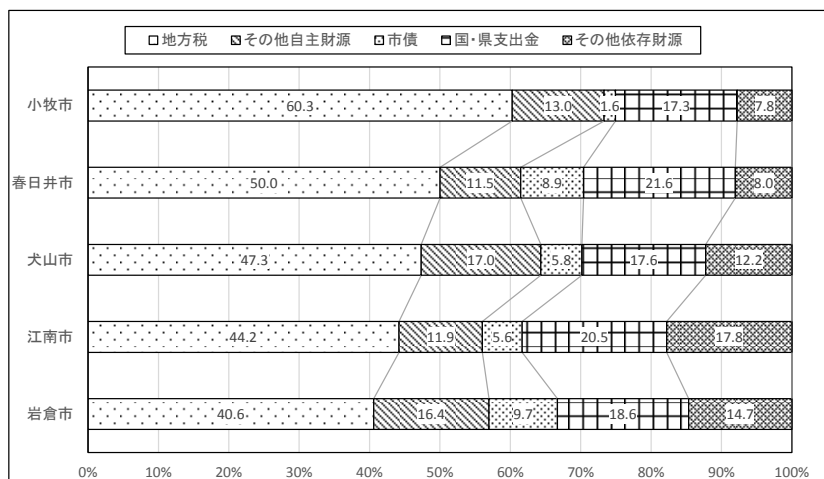 地方税 その他自主財源 市債 国・県支出金 その他依存財源
小牧市 60.3 13.0 1.6 17.3 7.8
春日井市 50.0 11.5 8.9 21.6 8.0
犬山市 47.3 17.0 5.8 17.6 12.2
江南市 44.2 11.9 5.6 20.5 17.8
岩倉市 40.6 16.4 9.7 18.6 14.7
0% 10% 20% 30% 40% 50% 60% 70% 80% 90% 100%